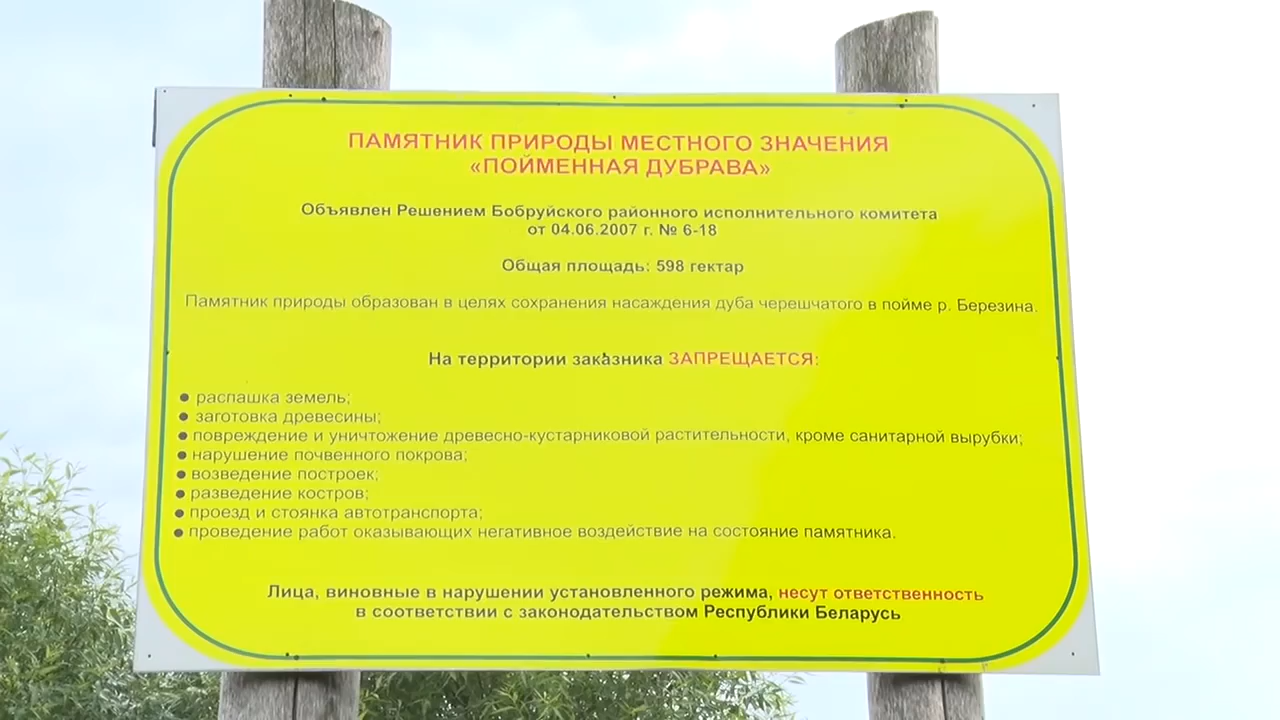 ПАМЯТНИК ПРИРОДЫ МЕСТНОГО ЗНАЧЕНИЯ
«ПОЙМЕННАЯ ДУБРАВА»
Объявлен Решением Бобруйского районного исполнительного комитета
от 04.06.2007 г. № 6-18
Общая площадь: 598 гектар
Памятник природы образован в целях сохранения насаждения дуба черешчатого в пойме р. Березина.
На территории заказника ЗАПРЕЩАЕТСЯ:
● распашка земель;
● заготовка древесины;
● повреждение и уничтожение древесно-кустарниковой растительности, кроме санитарной вырубки;
● нарушение почвенного покрова;
● возведение построек;
● разведение костров;
● проезд и стоянка автотранспорта;
● проведение работ оказывающих негативное воздействие на состояние памятника.
Лица, виновные в нарушении установленного режима, несут ответственность
в соответствии с законодательством Республики Беларусь